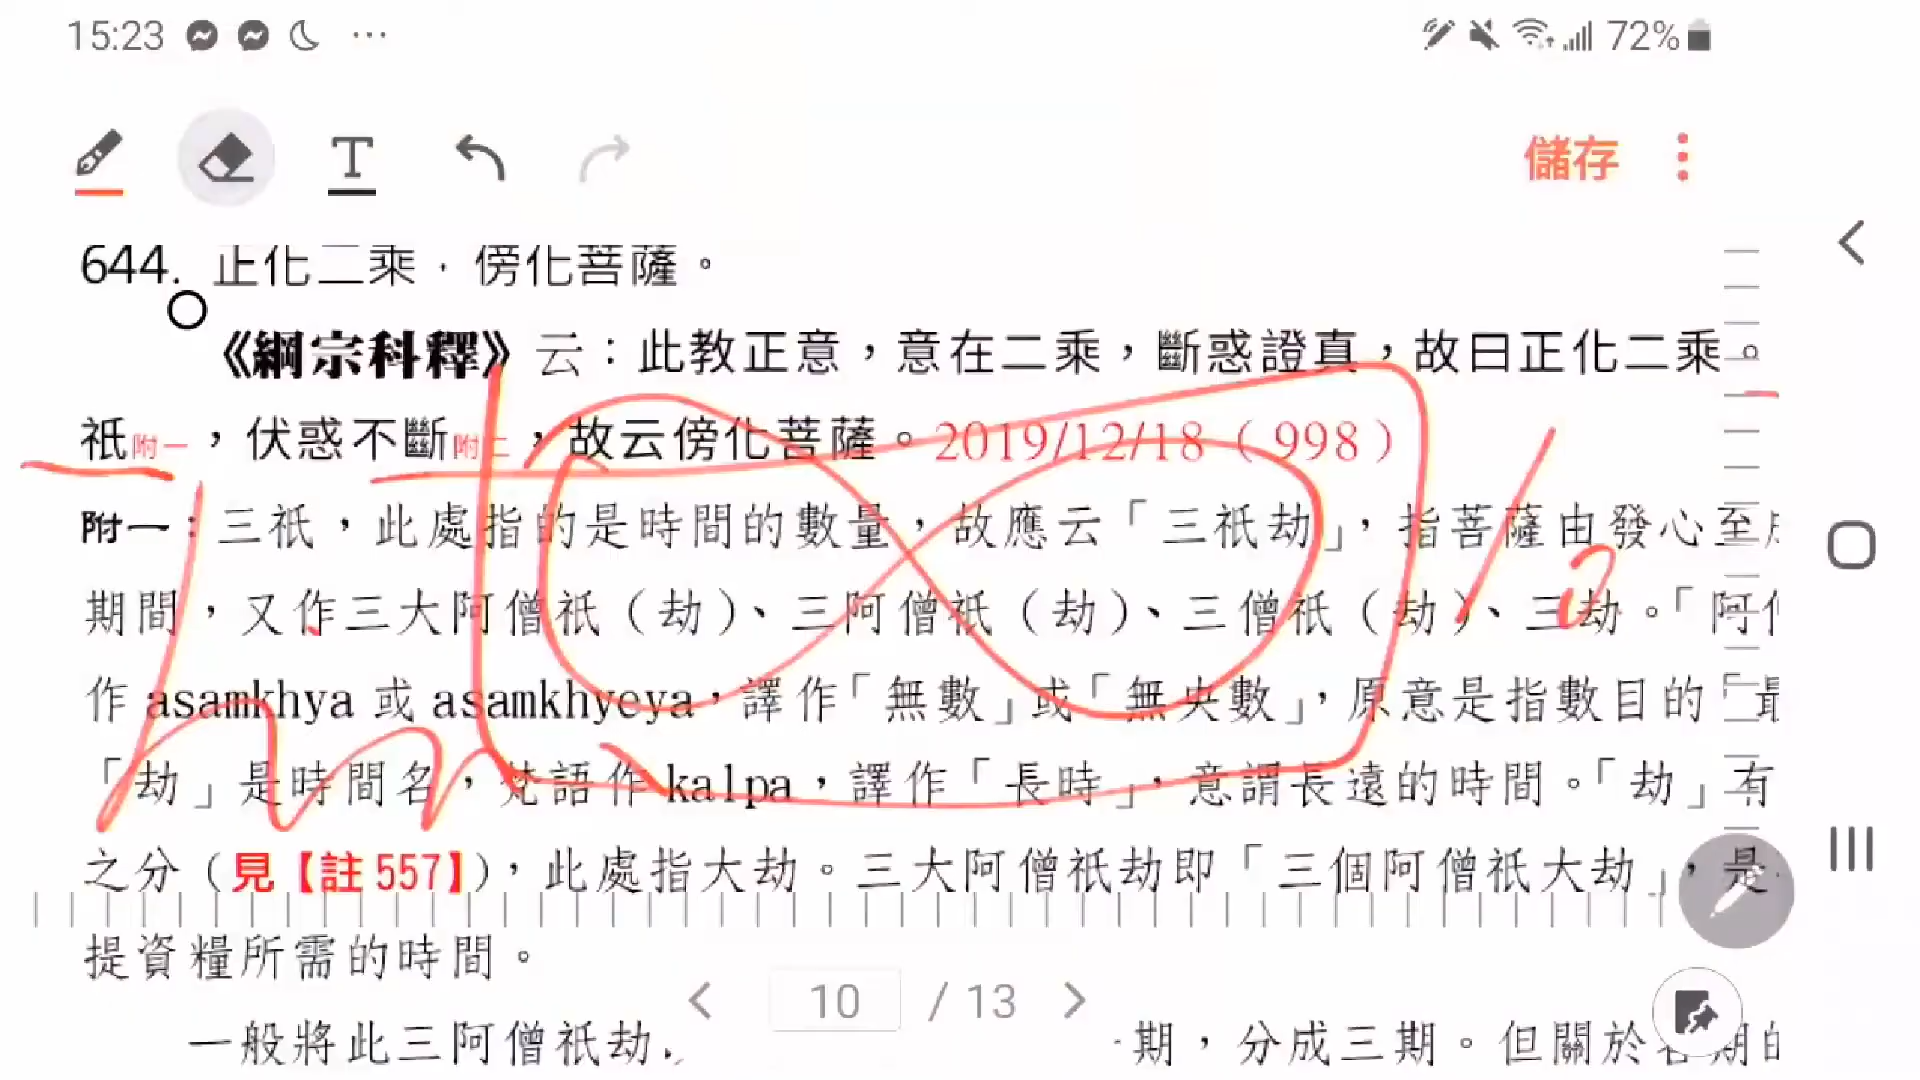 15:23 72%
T 儲存
644. 正化二乘，傍化菩薩。
《綱宗科釋》云：此教正意，意在二乘，斷惑證真，故曰正化二乘。
祇附一，伏惑不斷附二，故云傍化菩薩。2019/12/18（998）
附一：三祇，此處指的是時間的數量，故應云「三祇劫」，指菩薩由發心至
期間，又作三大阿僧祇（劫）、三阿僧祇（劫）、三僧祇（劫）、三劫。「阿
作 asamkhya 或 asamkhyeya，譯作「無數」或「無央數」，原意是指數目的「最
「劫」是時間名，梵語作 kalpa，譯作「長時」，意謂長遠的時間。「劫」有
之分（見【註 557】），此處指大劫。三大阿僧祇劫即「三個阿僧祇大劫」，是
提資糧所需的時間。
10 / 13
一般將此三阿僧祇劫 期，分成三期。但關於各期的